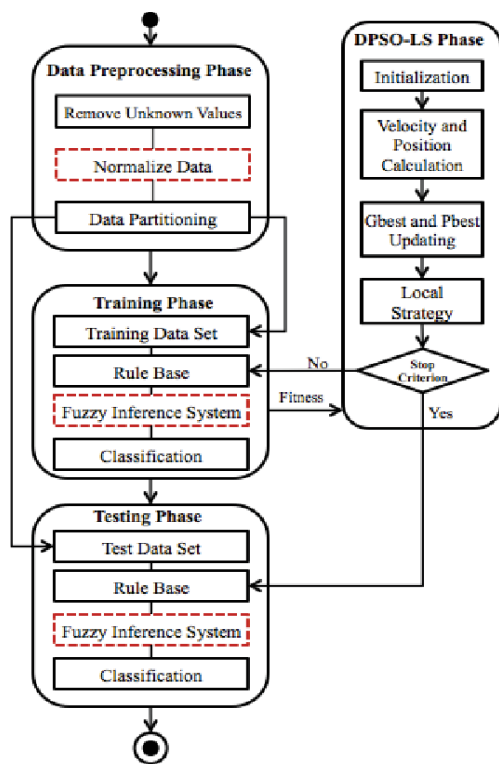 Data Preprocessing Phase
Remove Unknown Values
Normalize Data
Data Partitioning
Training Phase
Training Data Set
Rule Base
Fuzzy Inference System
Classification
Testing Phase
Test Data Set
Rule Base
Fuzzy Inference System
Classification
DPSO-LS Phase
Initialization
Velocity and
Position
Calculation
Gbest and Pbest
Updating
Local
Strategy
Stop
Criterion
No
Fitness
Yes